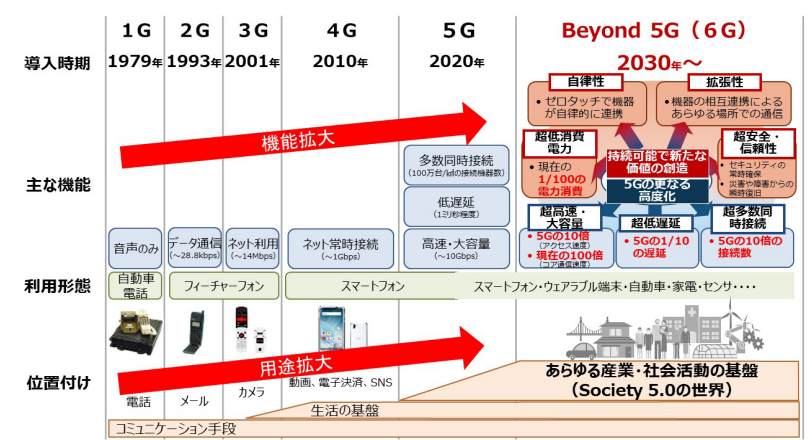 1G
2G
3G
4G
5G
Beyond 5G（6G）
導入時期
1979年
1993年
2001年
2010年
2020年
2030年～
自律性
• ゼロタッチで機器
が自律的に連携
拡張性
• 機器の相互連携による
あらゆる場所での通信
機能拡大
主な機能
音声のみ
データ通信
(～28.8kbps)
ネット利用
(～14Mbps)
ネット常時接続
(～1Gbps)
多数同時接続
(100万台/k㎡の接続機器数)
低遅延
(1ミリ秒程度)
高速・大容量
(～10Gbps)
超低消費
電力
• 現在の
1/100の
電力消費
持続可能で新たな
価値の創造
5Gの更なる
高度化
超安全・
信頼性
• セキュリティの
常時確保
• 災害や障害からの
瞬時復旧
超高速・
大容量
• 5Gの10倍
(アクセス速度)
• 現在の100倍
(コア通信速度)
超低遅延
• 5Gの1/10
の遅延
超多数同
時接続
• 5Gの10倍の
接続数
利用形態
自動車
電話
フィーチャーフォン
スマートフォン
スマートフォン・ウェアラブル端末・自動車・家電・センサ・・・・
用途拡大
位置付け
電話
メール
カメラ
動画、電子決済、SNS
あらゆる産業・社会活動の基盤
（Society 5.0の世界）
生活の基盤
コミュニケーション手段